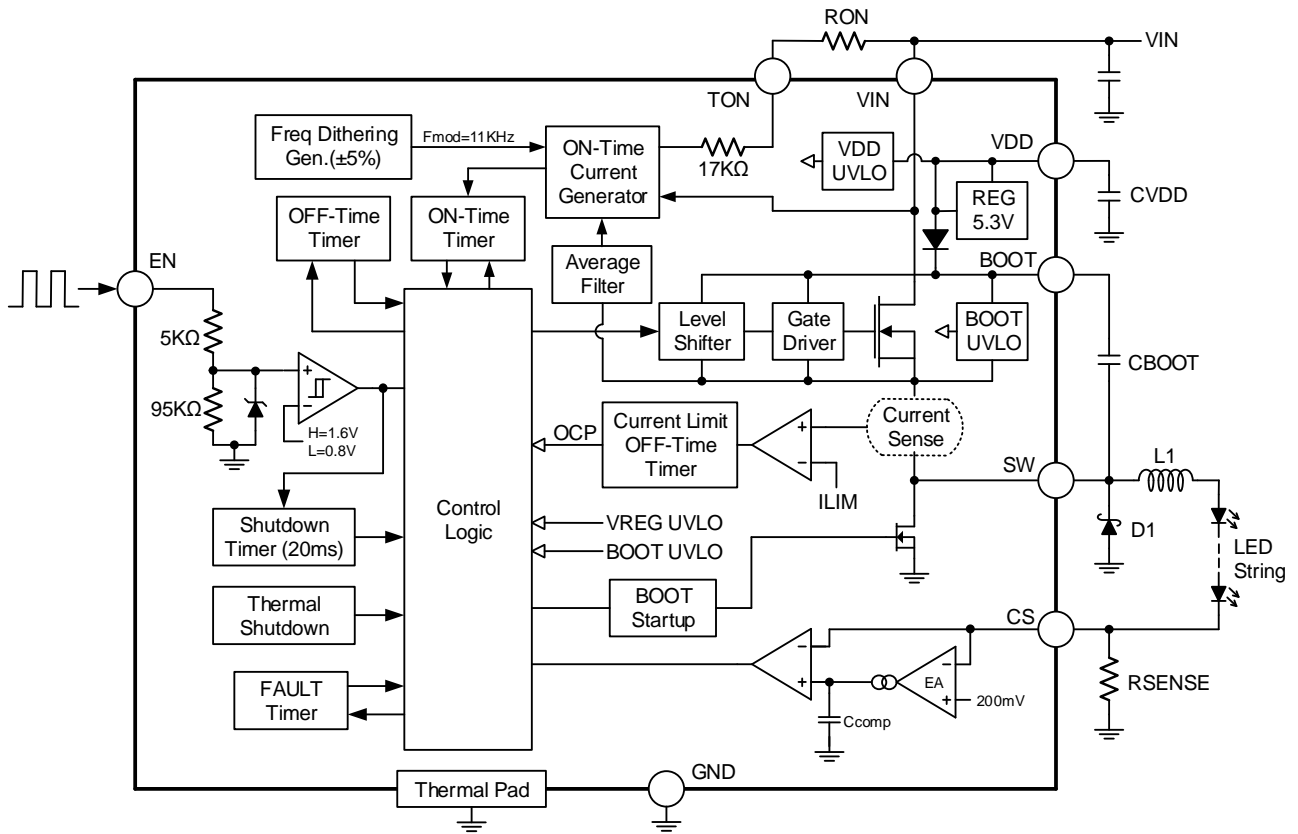 RON
VIN
TON
VIN
Freq Dithering
Gen.(±5%)
Fmod=11KHz
ON-Time
Current
Generator
17KΩ
VDD
UVLO
VDD
REG
5.3V
CVDD
OFF-Time
Timer
ON-Time
Timer
Average
Filter
EN
BOOT
5KΩ
Level
Shifter
Gate
Driver
BOOT
UVLO
CBOOT
95KΩ
H=1.6V
L=0.8V
OCP
Current Limit
OFF-Time
Timer
Current
Sense
ILIM
SW
L1
D1
LED
String
Control
Logic
Shutdown
Timer (20ms)
VREG UVLO
BOOT UVLO
Thermal
Shutdown
BOOT
Startup
CS
EA
200mV
RSENSE
FAULT
Timer
Ccomp
Thermal Pad
GND